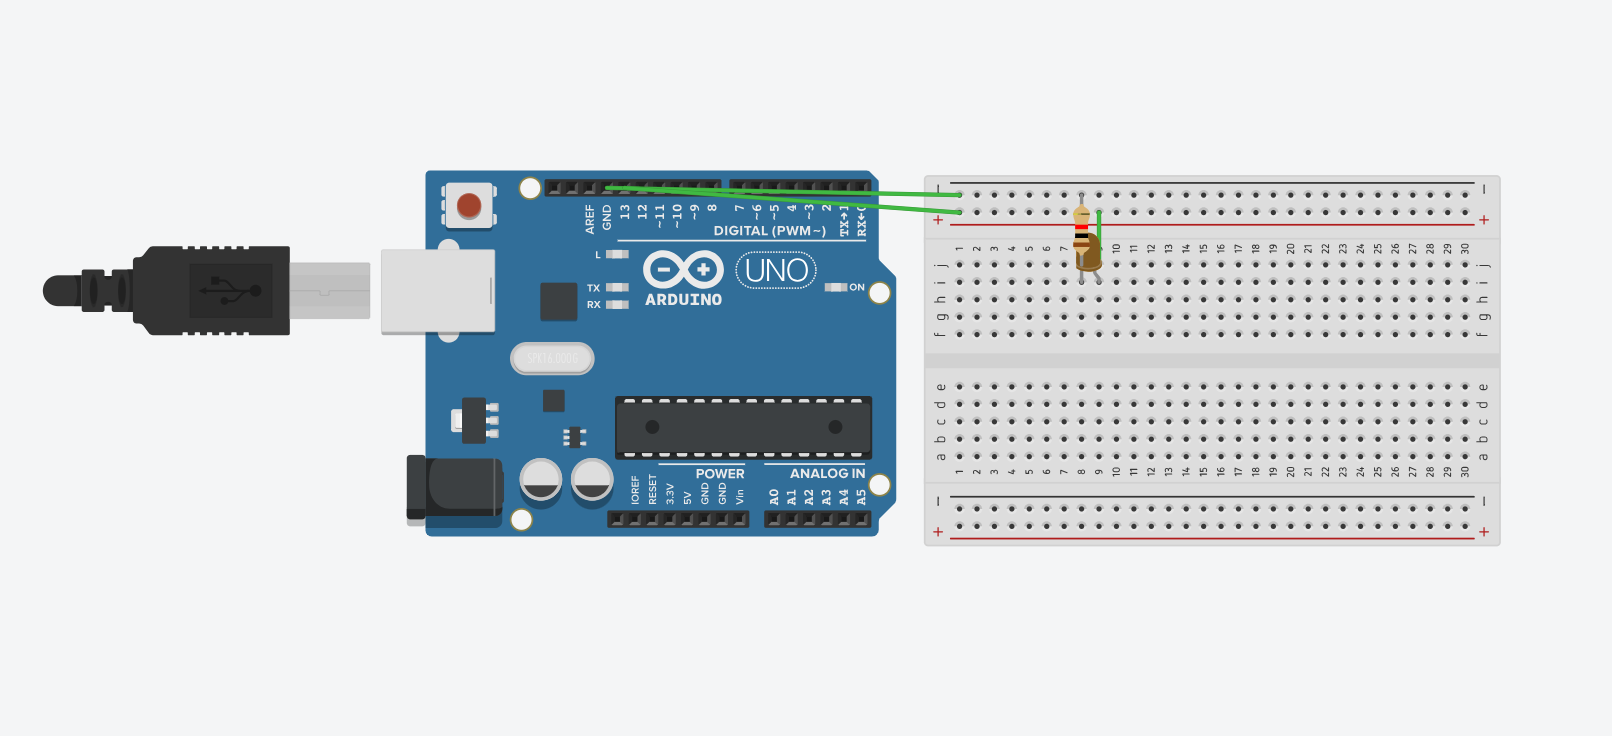 AREF
GND
13
12
~11
~10
~9
8
7
~6
~5
4
~3
2
TX→1
RX←0
DIGITAL (PWM~)
L
TX
RX
ARDUINO
UNO
ON
SPK16.000G
POWER
ANALOG IN
IOREF
RESET
3.3V
5V
GND
GND
Vin
A0
A1
A2
A3
A4
A5
− −
+ +
1 2 3 4 5 6 7 8 9 10 11 12 13 14 15 16 17 18 19 20 21 22 23 24 25 26 27 28 29 30
j j
i i
h h
g g
f f
e e
d d
c c
b b
a a
1 2 3 4 5 6 7 8 9 10 11 12 13 14 15 16 17 18 19 20 21 22 23 24 25 26 27 28 29 30
− −
+ +